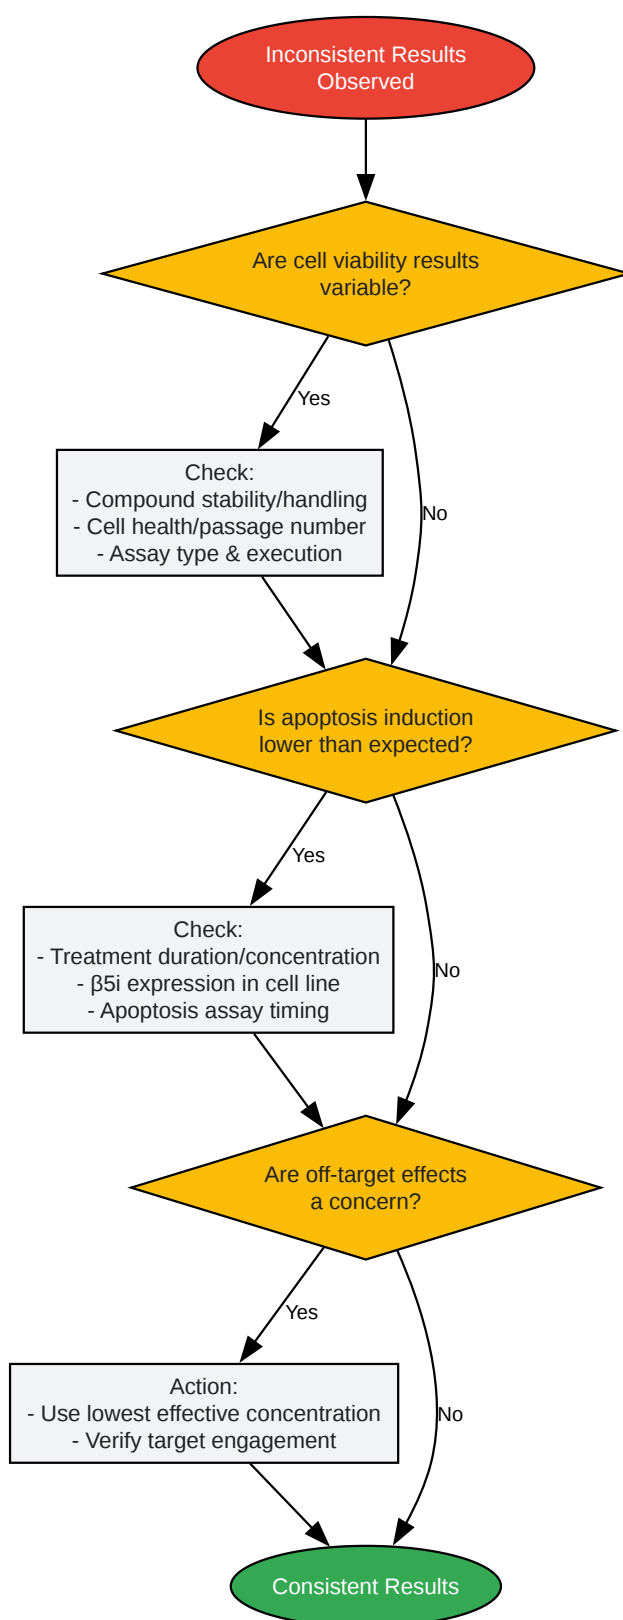 Inconsistent Results
Observed
Are cell viability results
variable?
Yes
Check:
- Compound stability/handling
- Cell health/passage number
- Assay type & execution
No
Is apoptosis induction
lower than expected?
Yes
Check:
- Treatment duration/concentration
- β5i expression in cell line
- Apoptosis assay timing
No
Are off-target effects
a concern?
Yes
Action:
- Use lowest effective concentration
- Verify target engagement
No
Consistent Results